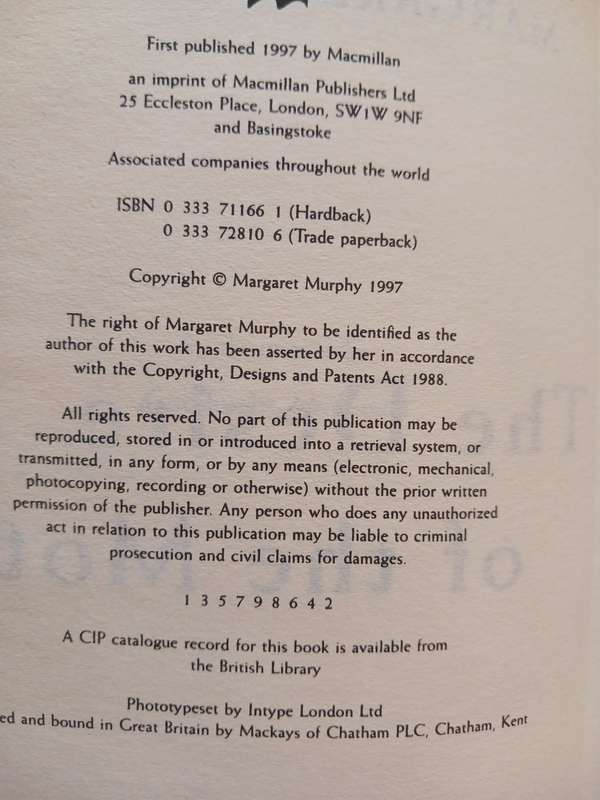 First published 1997 by Macmillan
an imprint of Macmillan Publishers Ltd
25 Eccleston Place, London, SW1W 9NF
and Basingstoke
Associated companies throughout the world
ISBN 0 333 71166 1 (Hardback)
0 333 72810 6 (Trade paperback)
Copyright © Margaret Murphy 1997
The right of Margaret Murphy to be identified as the
author of this work has been asserted by her in accordance
with the Copyright, Designs and Patents Act 1988.
All rights reserved. No part of this publication may be
reproduced, stored in or introduced into a retrieval system, or
transmitted, in any form, or by any means (electronic, mechanical,
photocopying, recording or otherwise) without the prior written
permission of the publisher. Any person who does any unauthorized
act in relation to this publication may be liable to criminal
prosecution and civil claims for damages.
1 3 5 7 9 8 6 4 2
A CIP catalogue record for this book is available from
the British Library
Phototypeset by Intype London Ltd
ed and bound in Great Britain by Mackays of Chatham PLC, Chatham, Kent